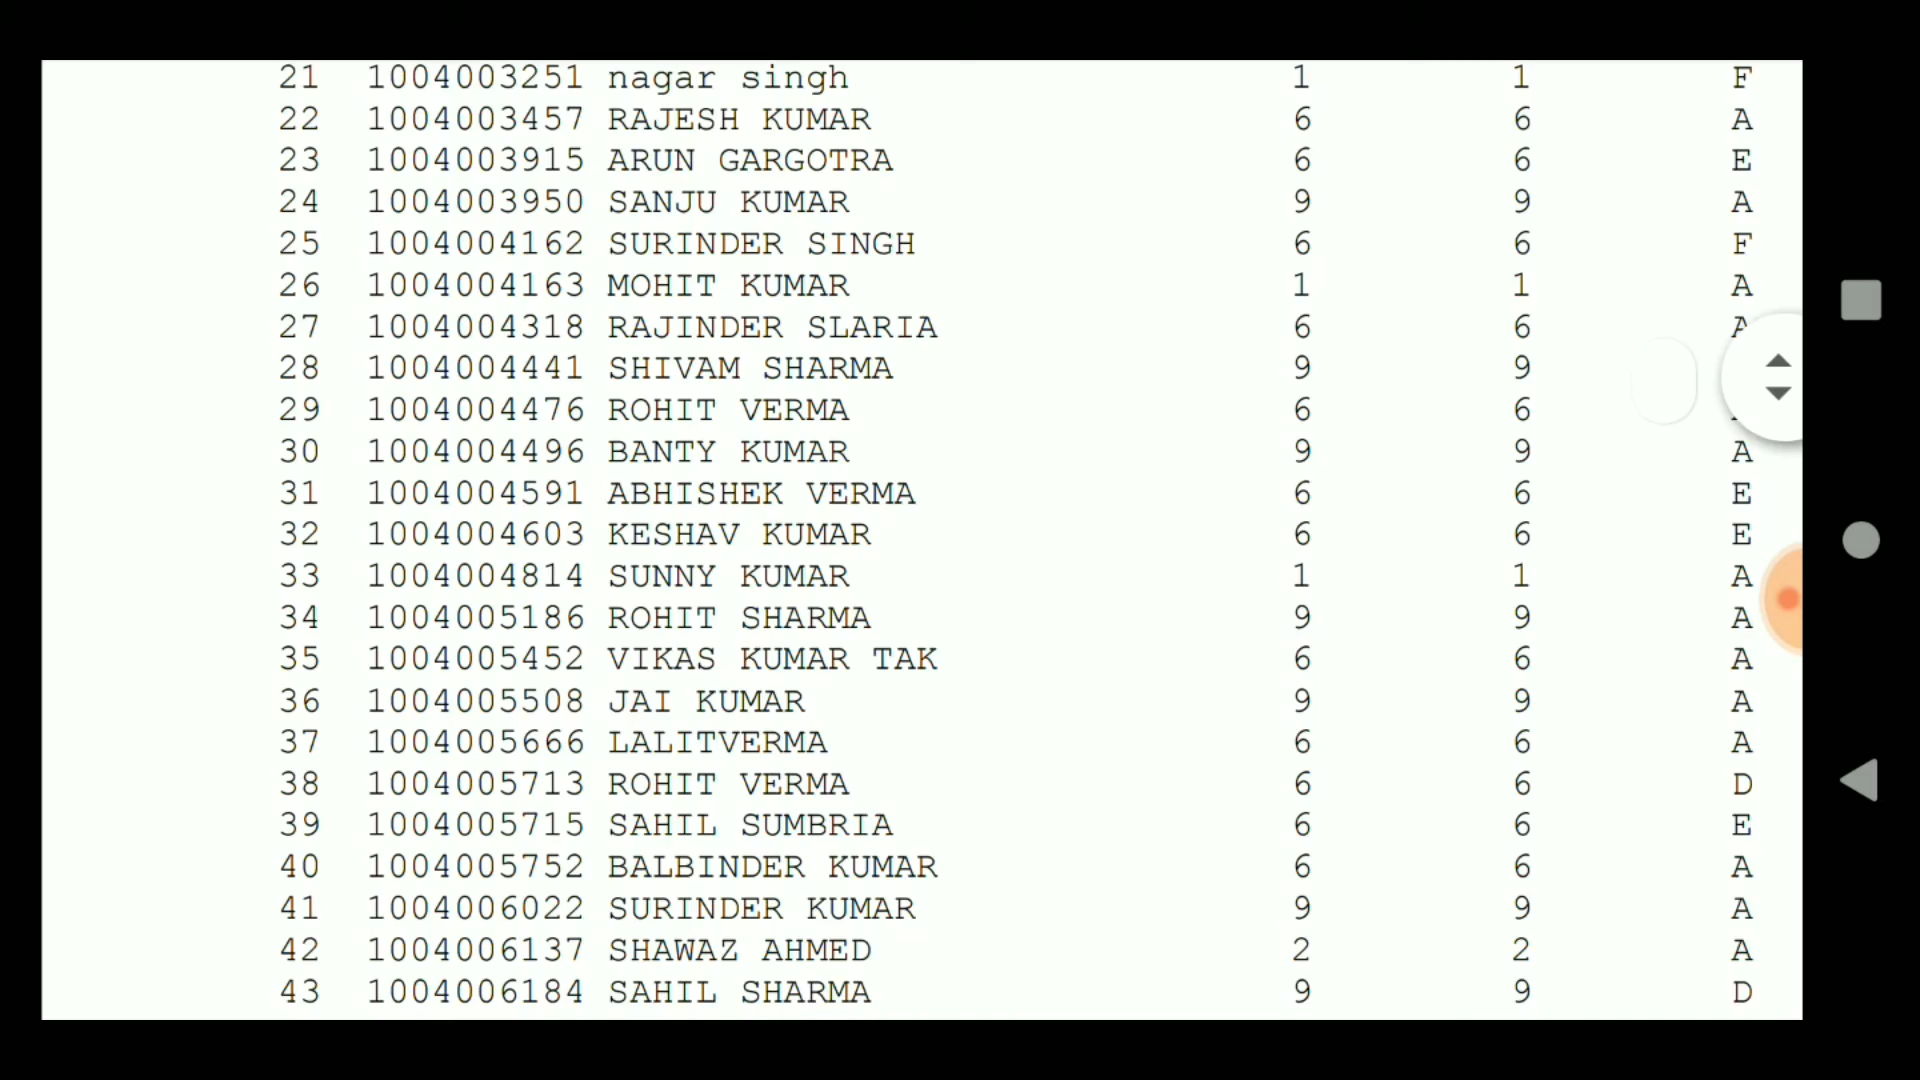 21 1004003251 nagar singh 1 1 F
22 1004003457 RAJESH KUMAR 6 6 A
23 1004003915 ARUN GARGOTRA 6 6 E
24 1004003950 SANJU KUMAR 9 9 A
25 1004004162 SURINDER SINGH 6 6 F
26 1004004163 MOHIT KUMAR 1 1 A
27 1004004318 RAJINDER SLARIA 6 6 A
28 1004004441 SHIVAM SHARMA 9 9
29 1004004476 ROHIT VERMA 6 6
30 1004004496 BANTY KUMAR 9 9 A
31 1004004591 ABHISHEK VERMA 6 6 E
32 1004004603 KESHAV KUMAR 6 6 E
33 1004004814 SUNNY KUMAR 1 1 A
34 1004005186 ROHIT SHARMA 9 9 A
35 1004005452 VIKAS KUMAR TAK 6 6 A
36 1004005508 JAI KUMAR 9 9 A
37 1004005666 LALITVERMA 6 6 A
38 1004005713 ROHIT VERMA 6 6 D
39 1004005715 SAHIL SUMBRIA 6 6 E
40 1004005752 BALBINDER KUMAR 6 6 A
41 1004006022 SURINDER KUMAR 9 9 A
42 1004006137 SHAWAZ AHMED 2 2 A
43 1004006184 SAHIL SHARMA 9 9 D